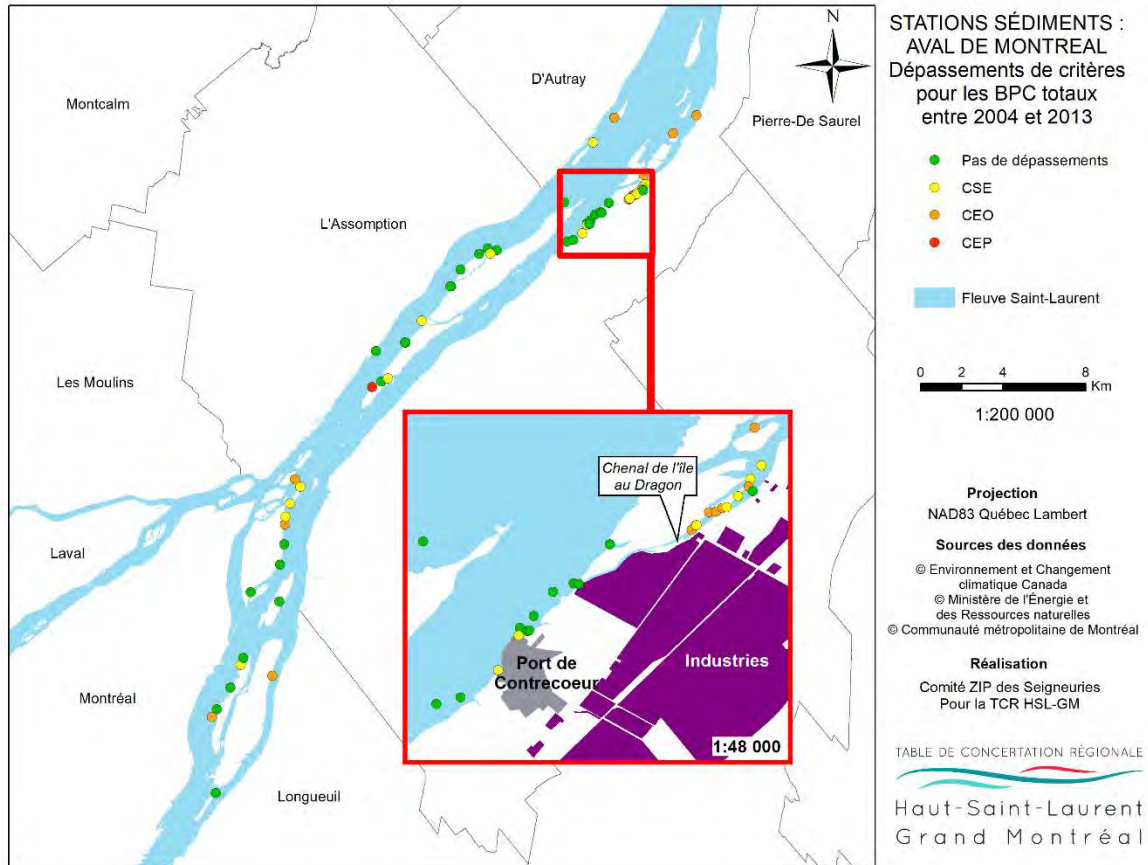 STATIONS SÉDIMENTS :
AVAL DE MONTREAL
Dépassements de critères
pour les BPC totaux
entre 2004 et 2013
Pas de dépassements
CSE
CEO
CEP
Fleuve Saint-Laurent
0 2 4 8
Km
1:200 000
Projection
NAD83 Québec Lambert
Sources des données
© Environnement et Changement
climatique Canada
© Ministère de l'Énergie et
des Ressources naturelles
© Communauté métropolitaine de Montréal
Réalisation
Comité ZIP des Seigneuries
Pour la TCR HSL-GM
TABLE DE CONCERTATION RÉGIONALE
Haut-Saint-Laurent
Grand Montréal
N
D'Autray
Montcalm
Pierre-De Saurel
L'Assomption
Les Moulins
Laval
Montréal
Longueuil
Chenal de l'île
au Dragon
Port de
Contrecoeur
Industries
1:48 000